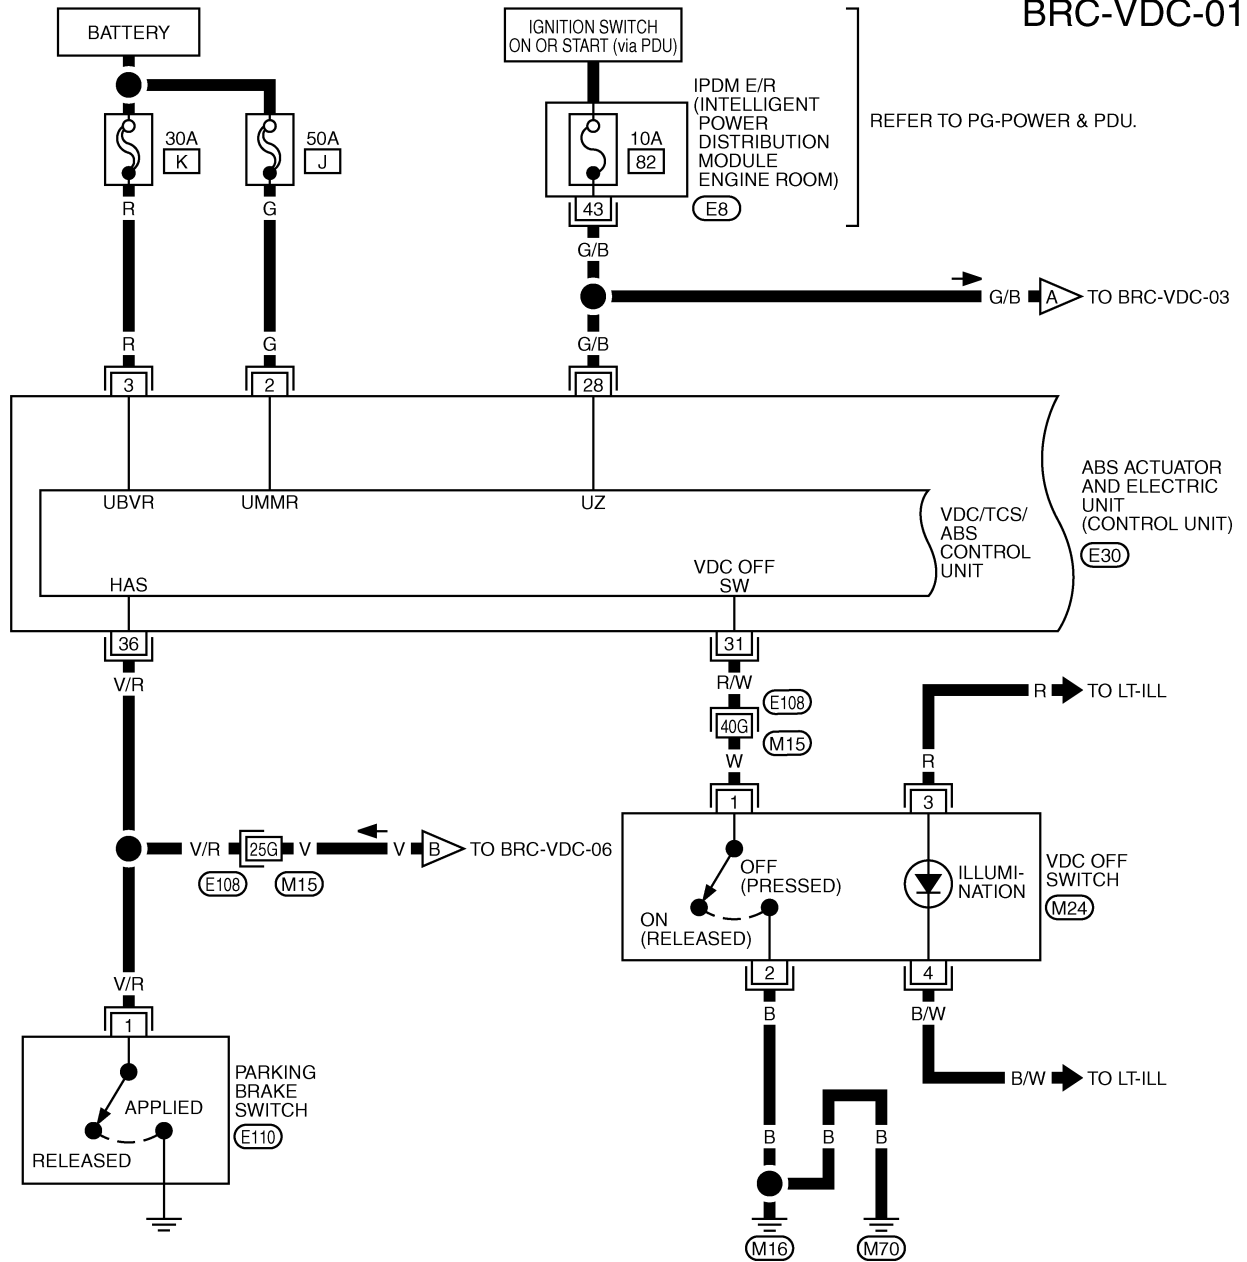 BRC-VDC-01
BATTERY
IGNITION SWITCH
ON OR START (via PDU)
30A
K
50A
J
10A
82
IPDM E/R
(INTELLIGENT
POWER
DISTRIBUTION
MODULE
ENGINE ROOM)
E8
REFER TO PG-POWER & PDU.
R
G
43
G/B
G/B
A
TO BRC-VDC-03
R
G
G/B
3
2
28
UBVR
UMMR
UZ
VDC/TCS/
ABS
CONTROL
UNIT
ABS ACTUATOR
AND ELECTRIC
UNIT
(CONTROL UNIT)
E30
HAS
VDC OFF
SW
36
31
V/R
R/W
E108
40G
M15
W
R
TO LT-ILL
R
1
3
V/R
25G
V
V
B
TO BRC-VDC-06
E108
M15
OFF
(PRESSED)
ON
(RELEASED)
ILLUMI-
NATION
VDC OFF
SWITCH
M24
2
4
V/R
B
B/W
1
B/W
TO LT-ILL
PARKING
BRAKE
SWITCH
E110
APPLIED
RELEASED
B
B
B
M16
M70